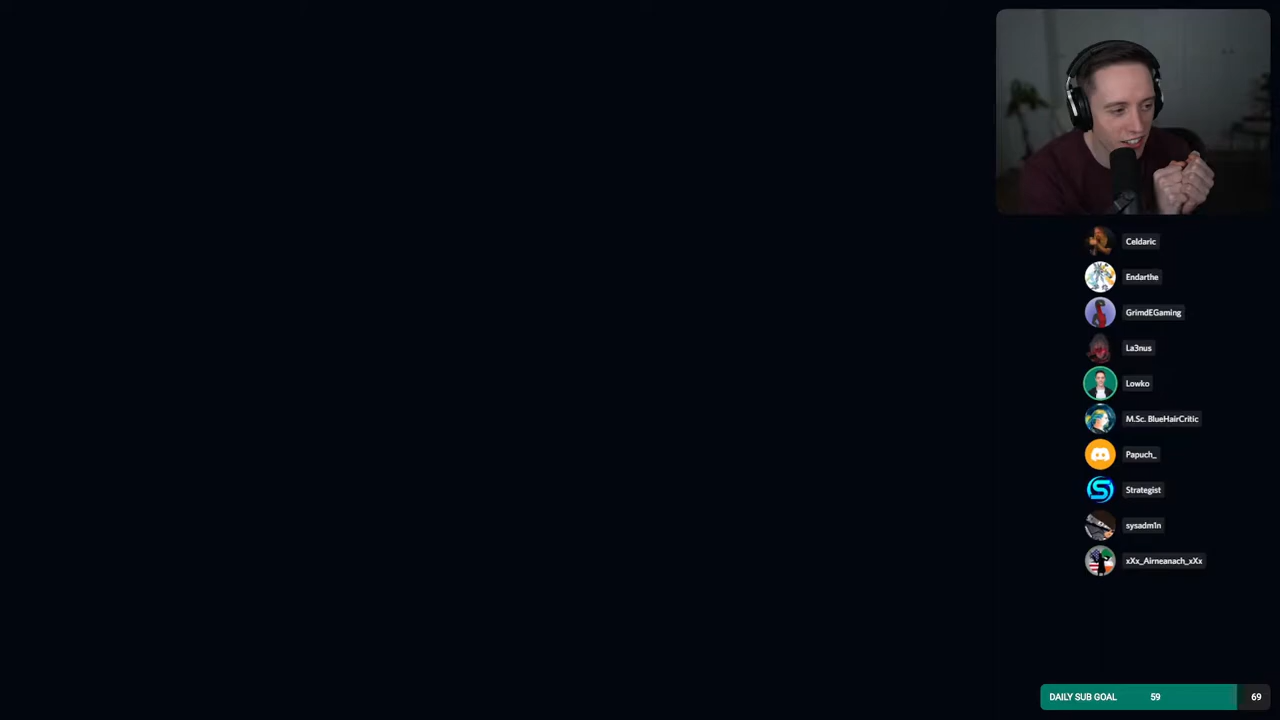 Celdaric
Endarthe
GrimdEGaming
La3nus
Lowko
M.Sc. BlueHairCritic
Papuch_
Strategist
sysadm1n
xXx_Airneanach_xXx
DAILY SUB GOAL 59 69